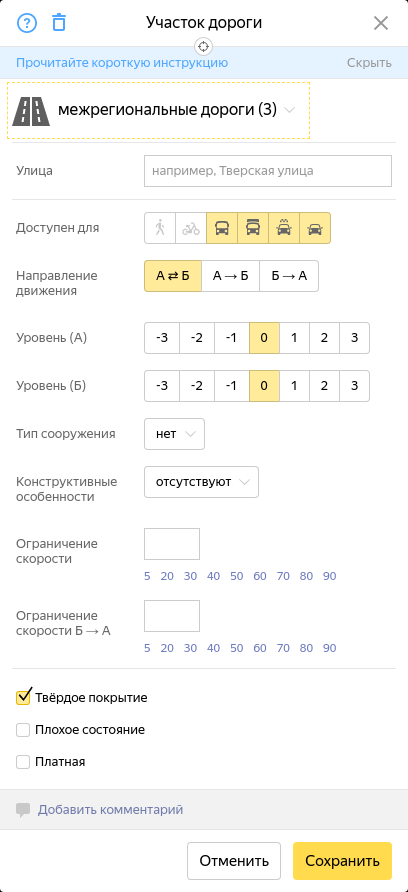 Участок дороги
Прочитайте короткую инструкцию Скрыть
межрегиональные дороги (3)
Улица например, Тверская улица
Доступен для
Направление движения А ⇄ Б А → Б Б → А
Уровень (А) -3 -2 -1 0 1 2 3
Уровень (Б) -3 -2 -1 0 1 2 3
Тип сооружения нет
Конструктивные особенности отсутствуют
Ограничение скорости
5 20 30 40 50 60 70 80 90
Ограничение скорости Б → А
5 20 30 40 50 60 70 80 90
Твёрдое покрытие
Плохое состояние
Платная
Добавить комментарий
Отменить Сохранить